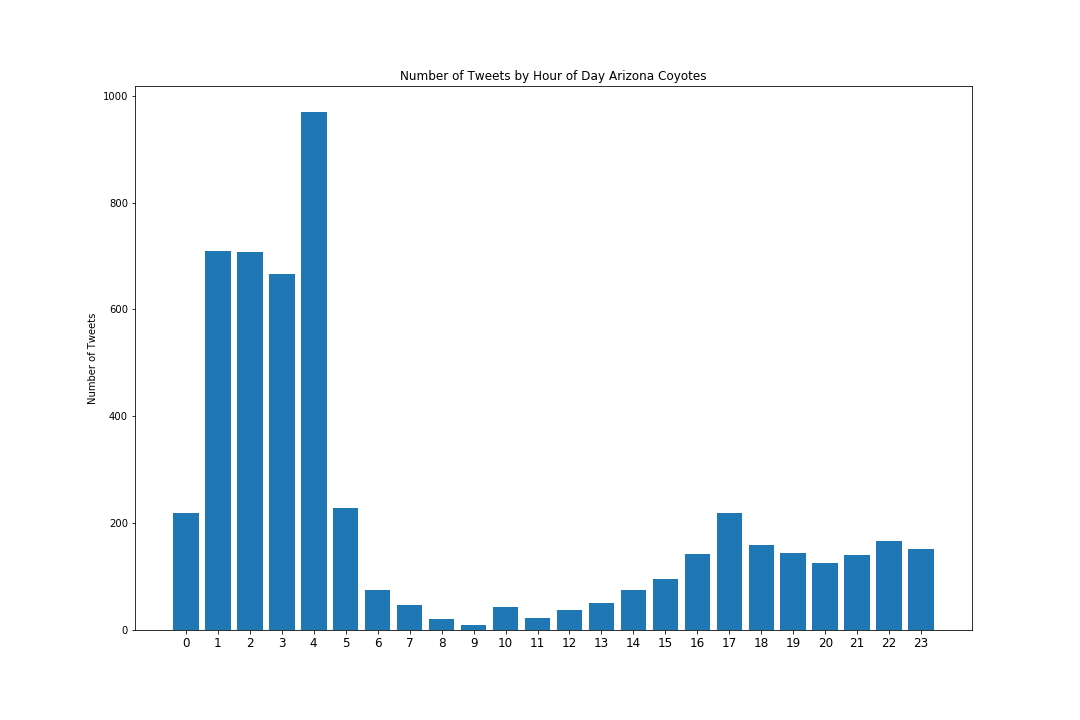 Number of Tweets by Hour of Day Arizona Coyotes
1000
800
600
400
200
0
Number of Tweets
0 1 2 3 4 5 6 7 8 9 10 11 12 13 14 15 16 17 18 19 20 21 22 23